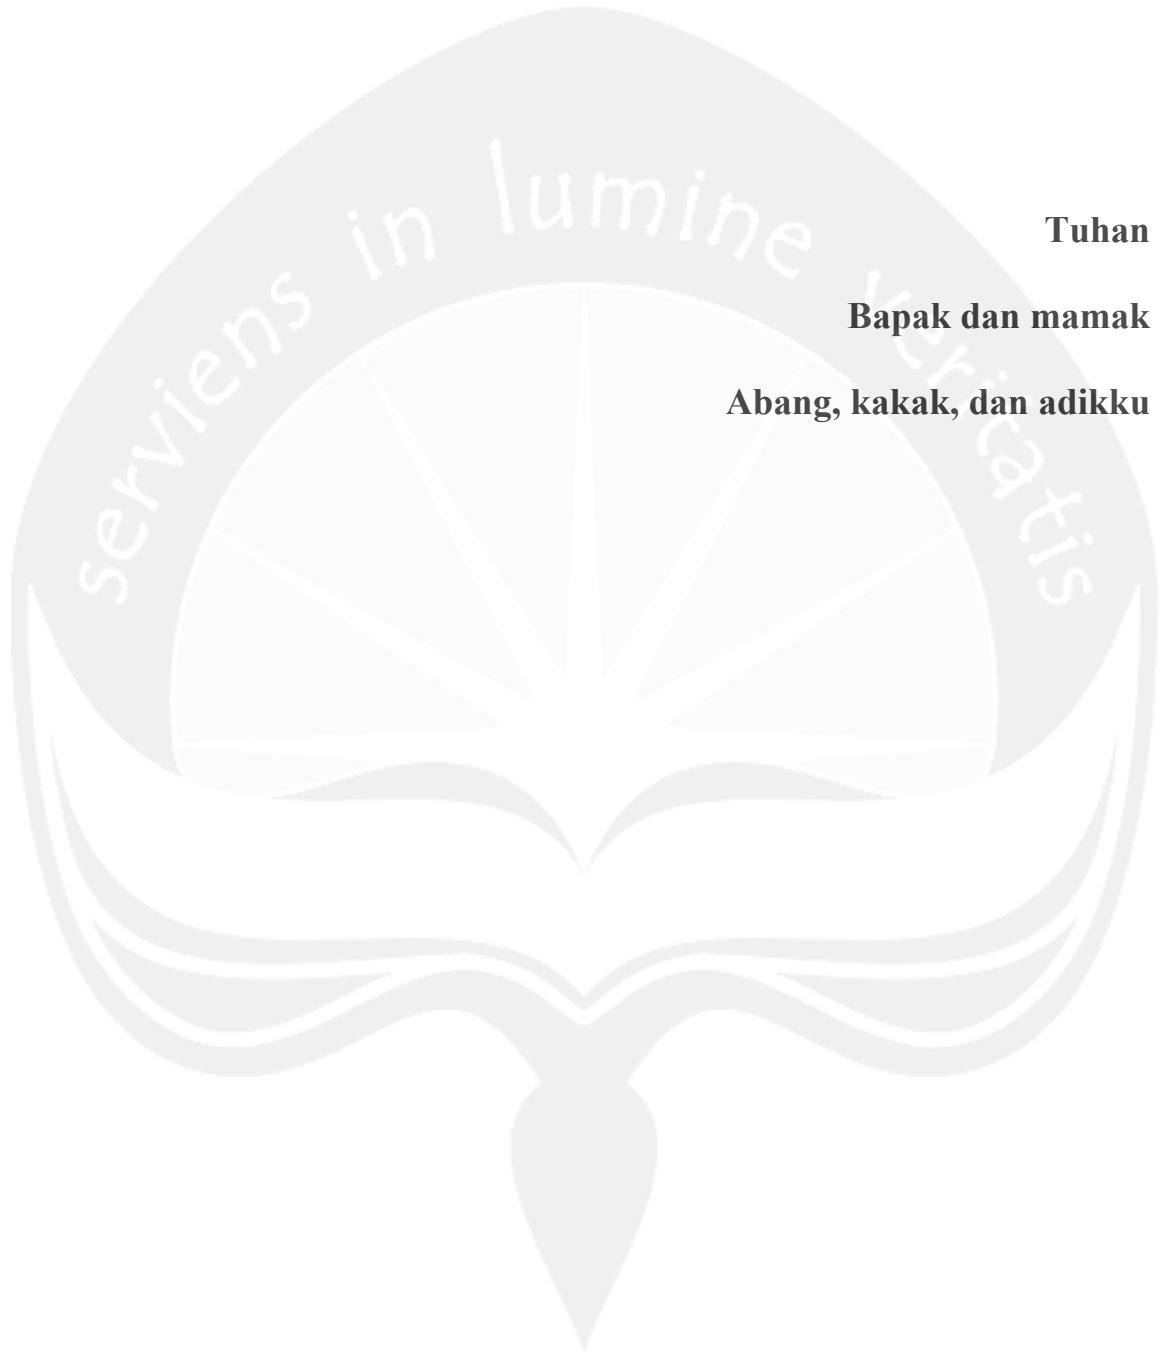 serviens in lumine veritatis
Tuhan
Bapak dan mamak
Abang, kakak, dan adikku